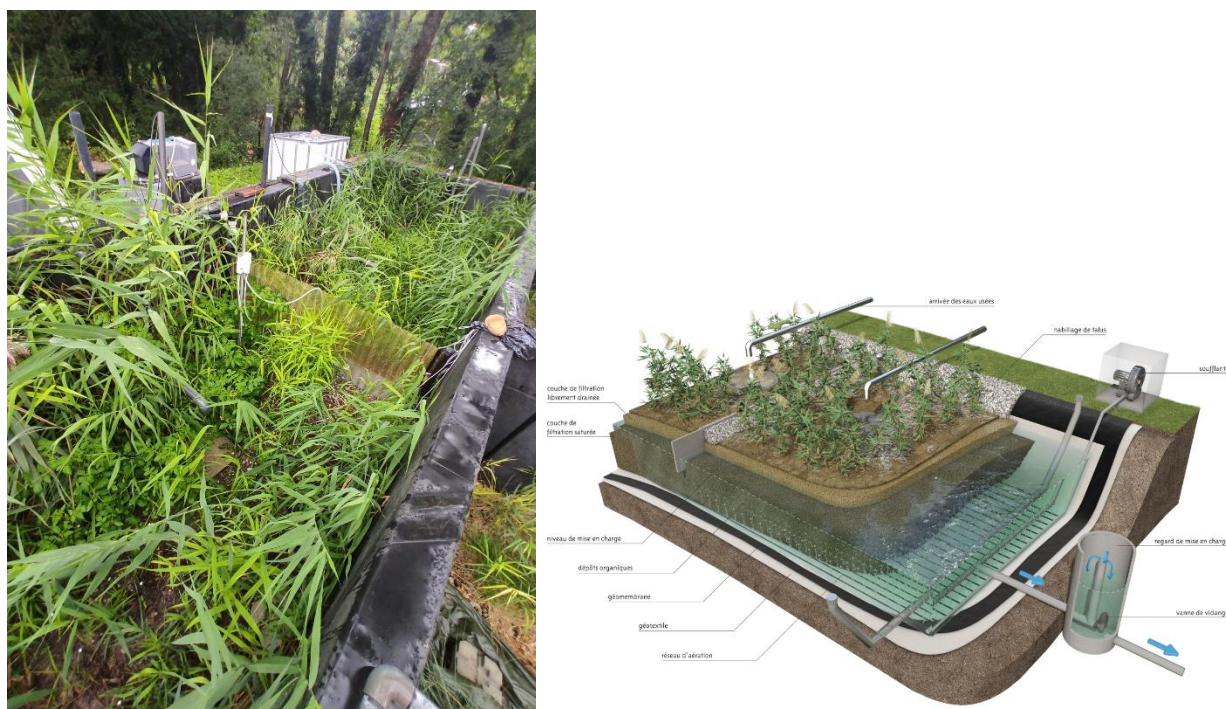 arrivée des eaux usées
habillage de talus
soufflant
couche de filtration
librement drainée
couche de
filtration saturée
niveau de mise en charge
dépôts organiques
géomembrane
géotextile
réseau d'aération
regard de mise en charg
vanne de vidang